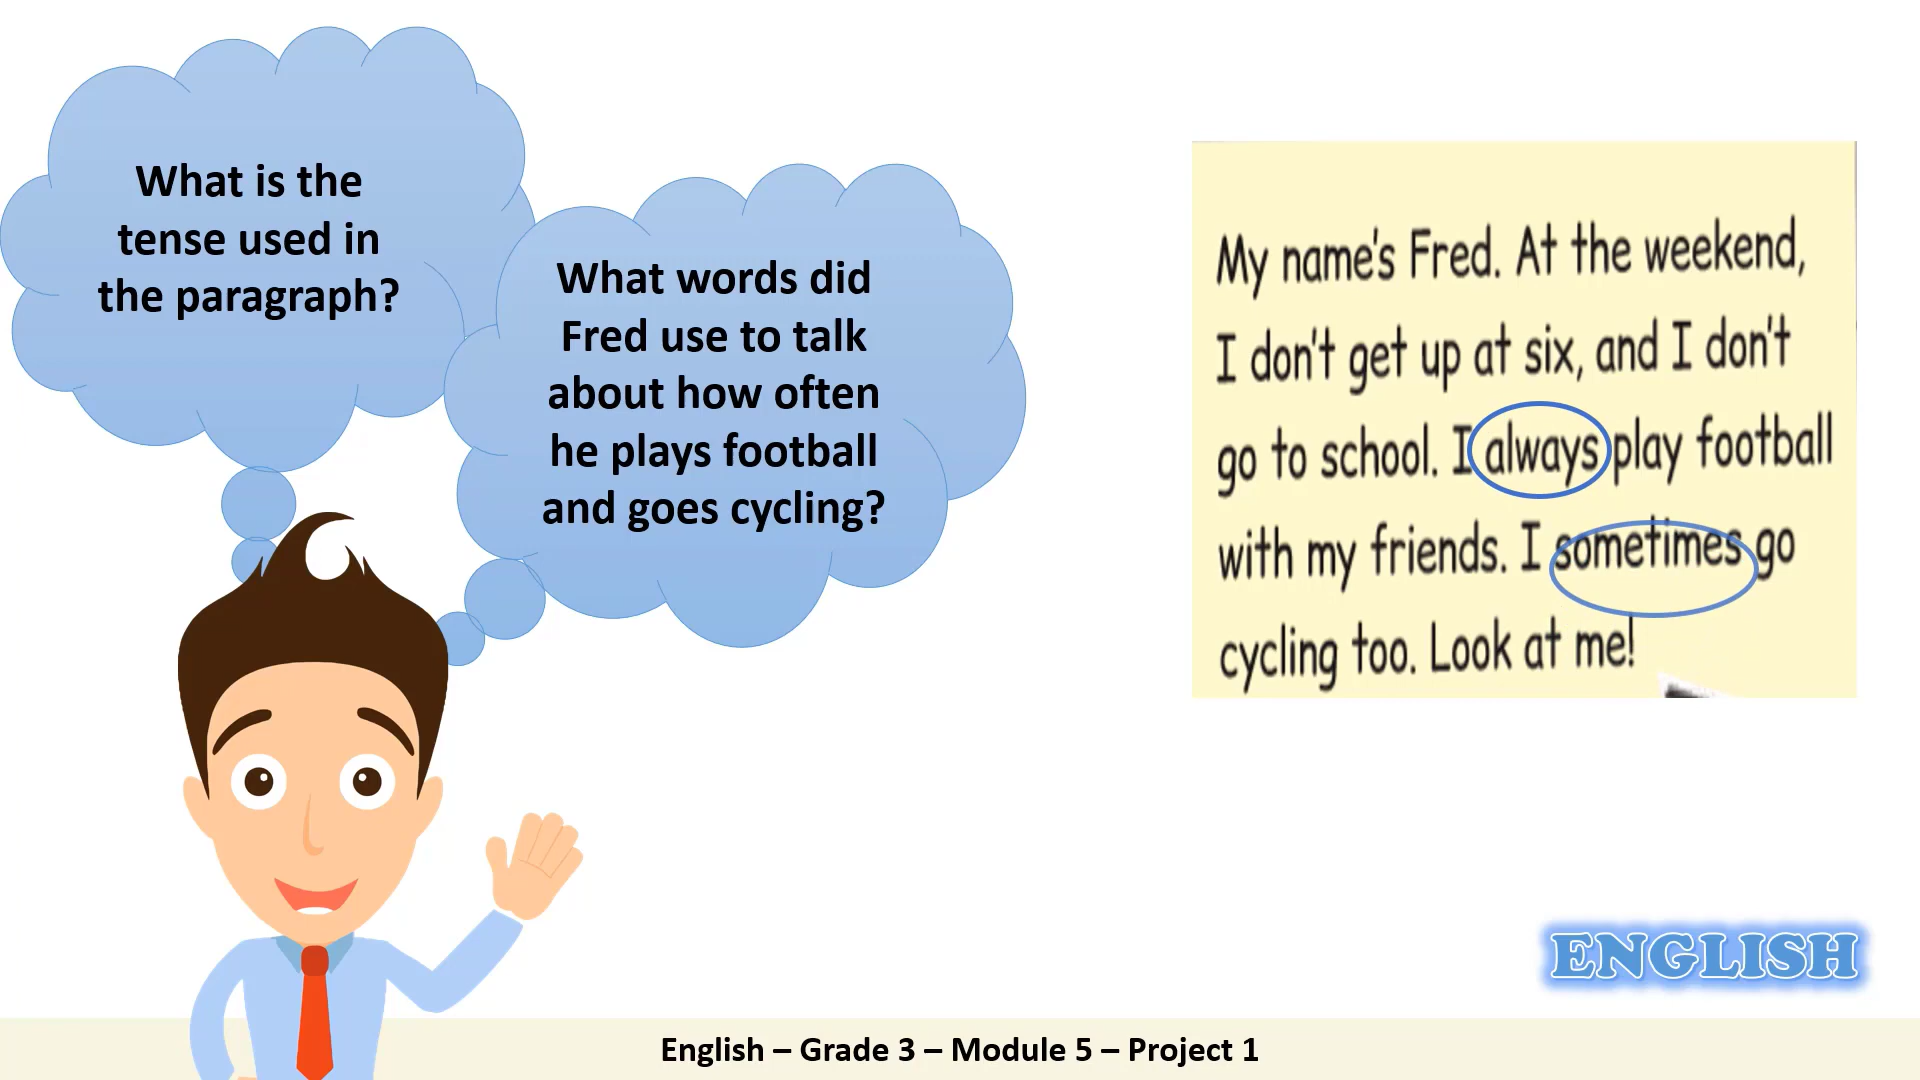 What is the
tense used in
the paragraph?
What words did
Fred use to talk
about how often
he plays football
and goes cycling?
My name's Fred. At the weekend,
I don't get up at six, and I don't
go to school. I always play football
with my friends. I sometimes go
cycling too. Look at me!
ENGLISH
English – Grade 3 – Module 5 – Project 1